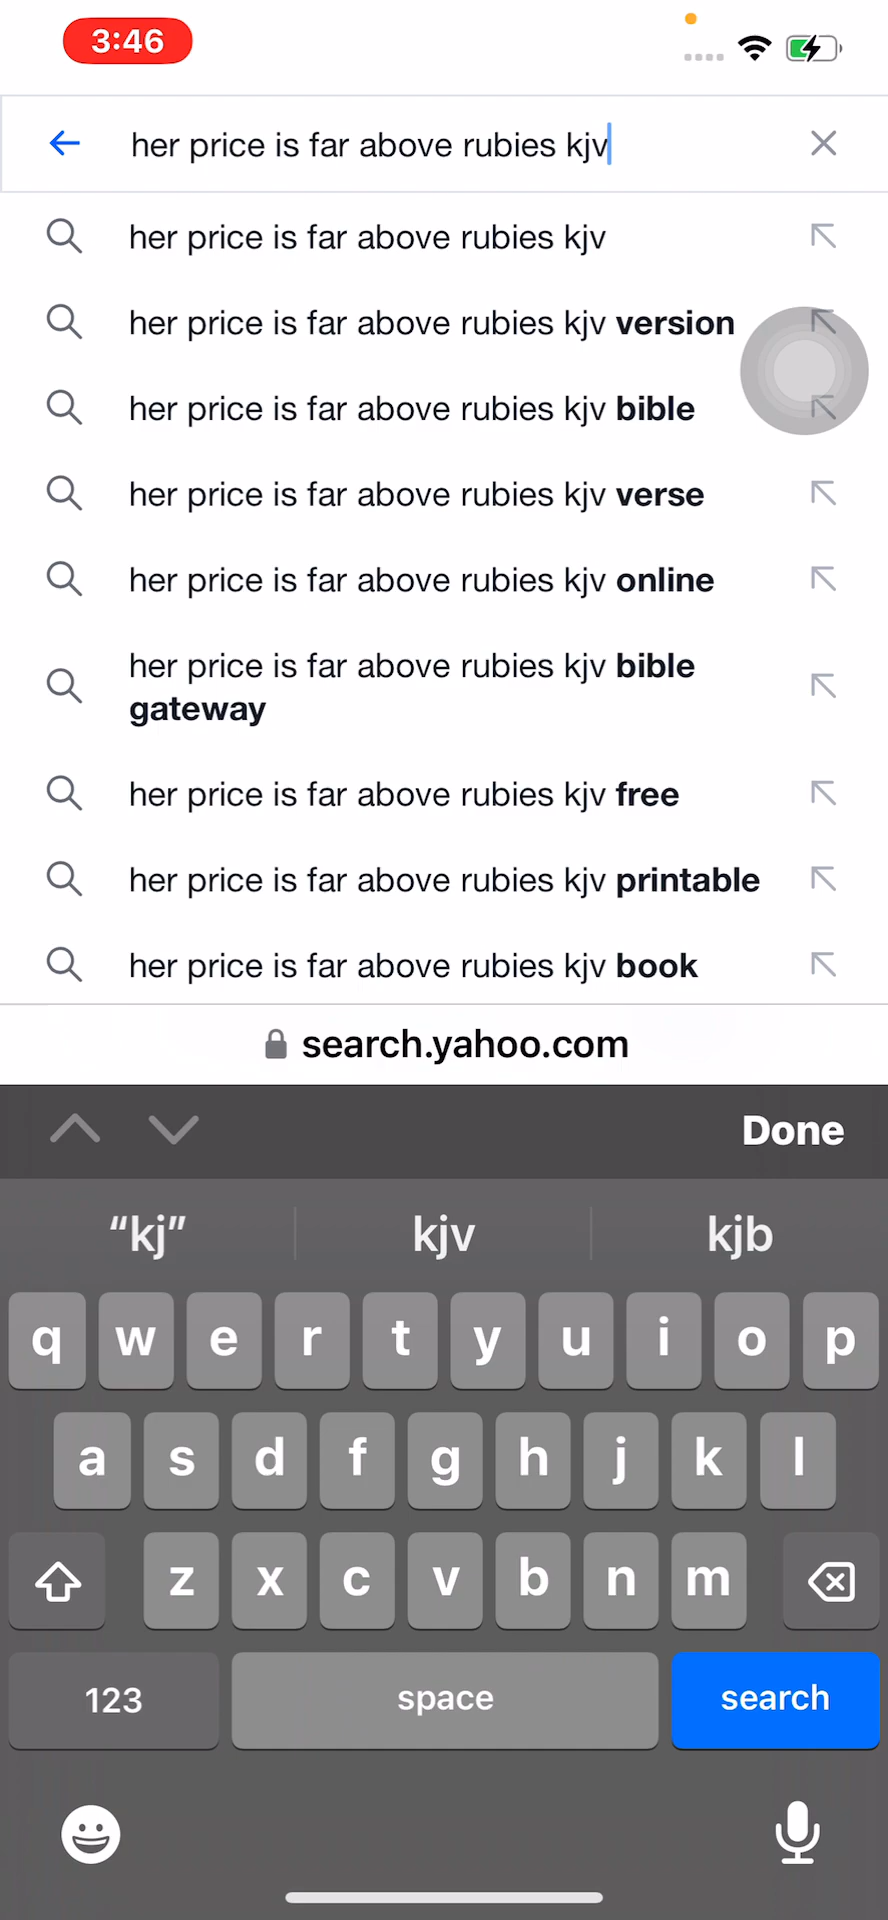 3:46
her price is far above rubies kjv
her price is far above rubies kjv
her price is far above rubies kjv version
her price is far above rubies kjv bible
her price is far above rubies kjv verse
her price is far above rubies kjv online
her price is far above rubies kjv bible
gateway
her price is far above rubies kjv free
her price is far above rubies kjv printable
her price is far above rubies kjv book
search.yahoo.com
Done
“kj” kjv kjb
q w e r t y u i o p
a s d f g h j k l
z x c v b n m
123 space search